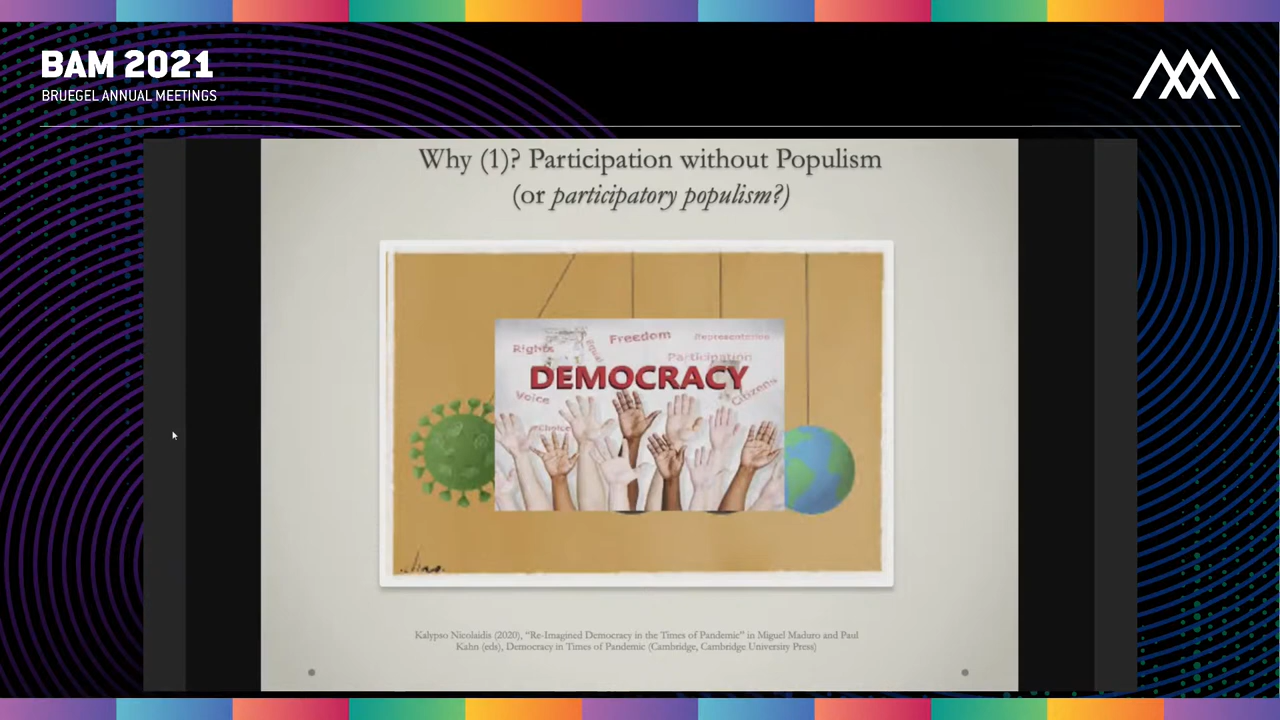 BAM 2021
BRUEGEL ANNUAL MEETINGS
Why (1)? Participation without Populism
(or participatory populism?)
Rights
Equal
Freedom
Representation
Participation
DEMOCRACY
Voice
Citizens
Choice
Kalypso Nicolaidis (2020), “Re-Imagined Democracy in the Times of Pandemic” in Miguel Maduro and Paul
Kahn (eds), Democracy in Times of Pandemic (Cambridge, Cambridge University Press)